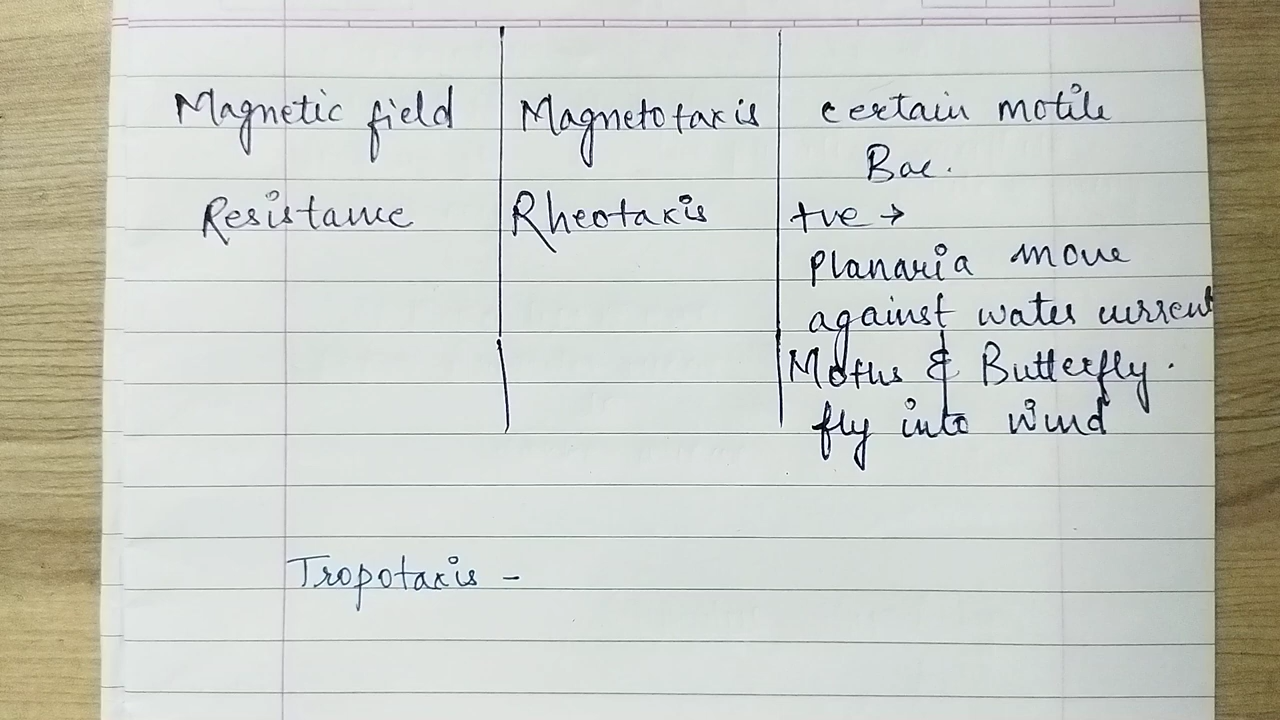 Magnetic field Magnetotaxis certain motile
Bac.
Resistance Rheotaxis +ve →
Planaria move
against water current
Moths & Butterfly.
fly into wind
Tropotaxis -